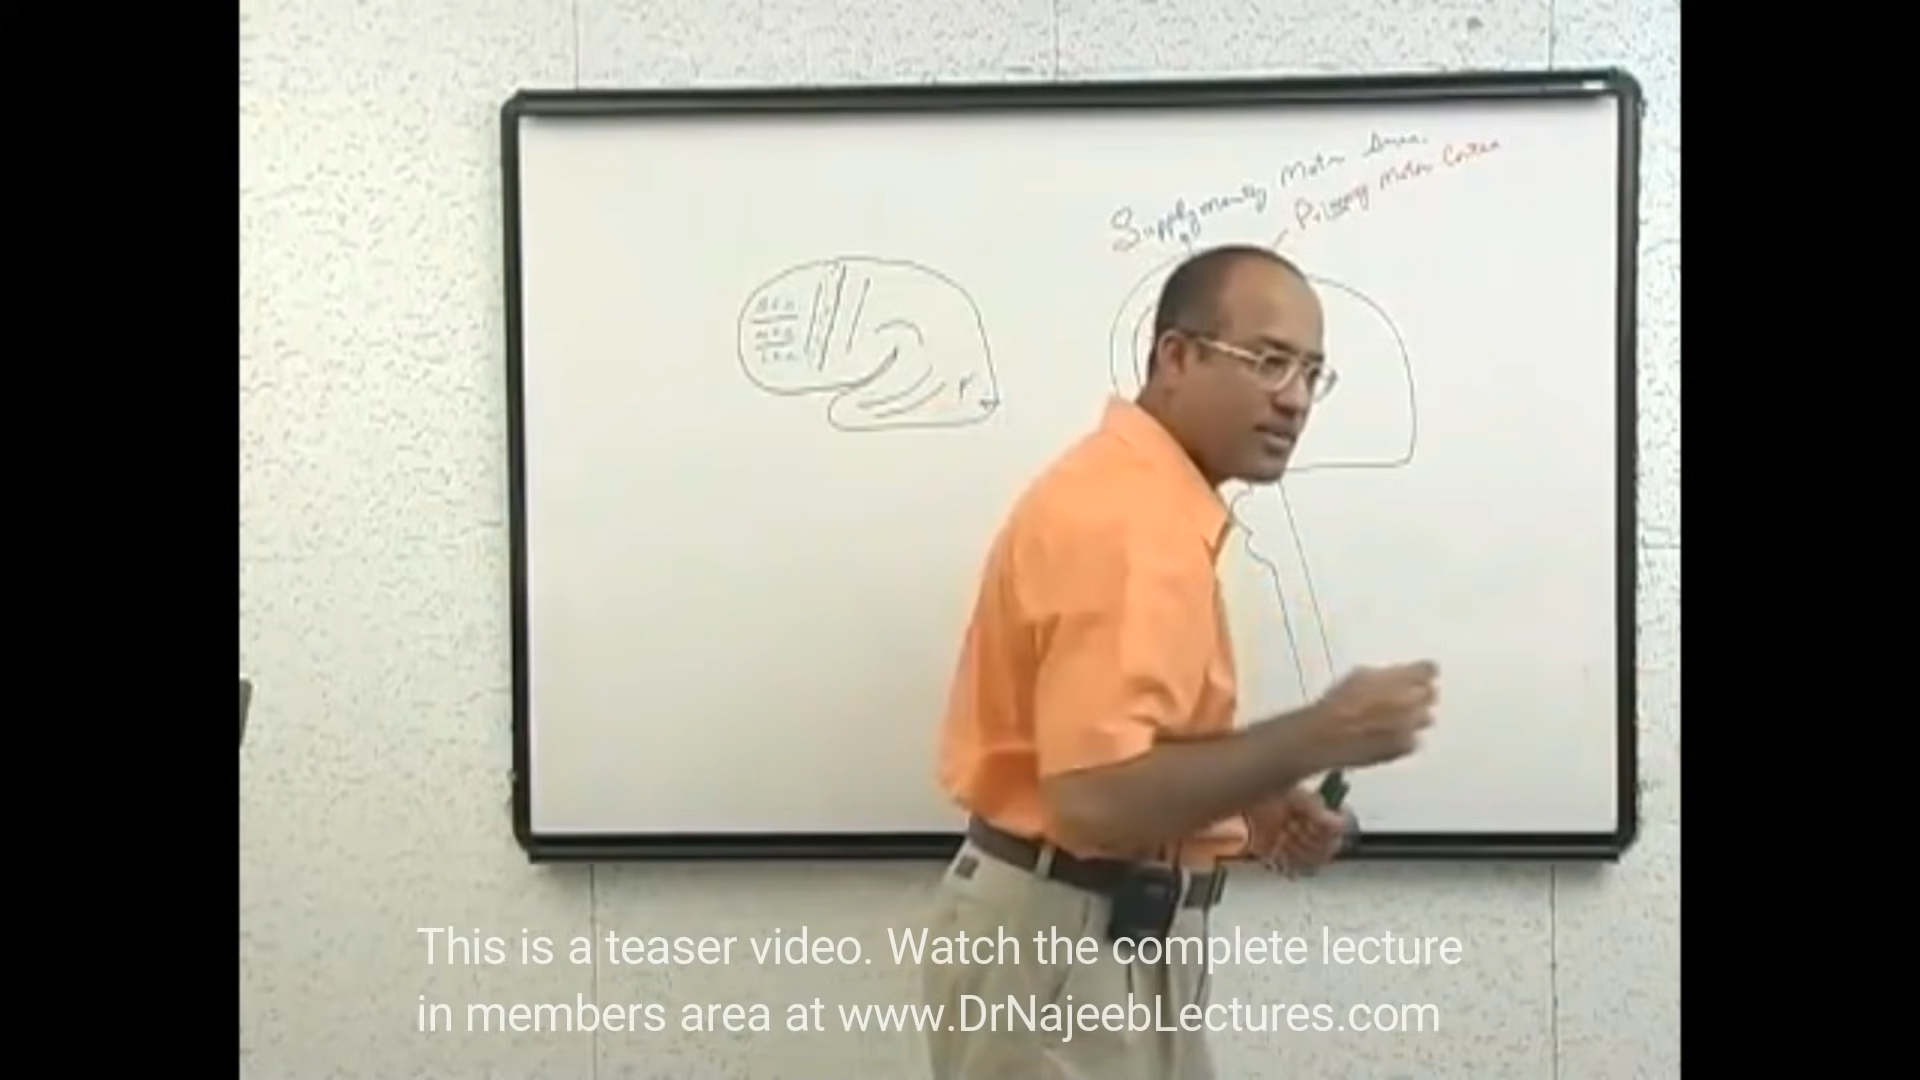 Supplymentry Motor Area
Primary Motor Cortex
This is a teaser video. Watch the complete lecture
in members area at www.DrNajeebLectures.com